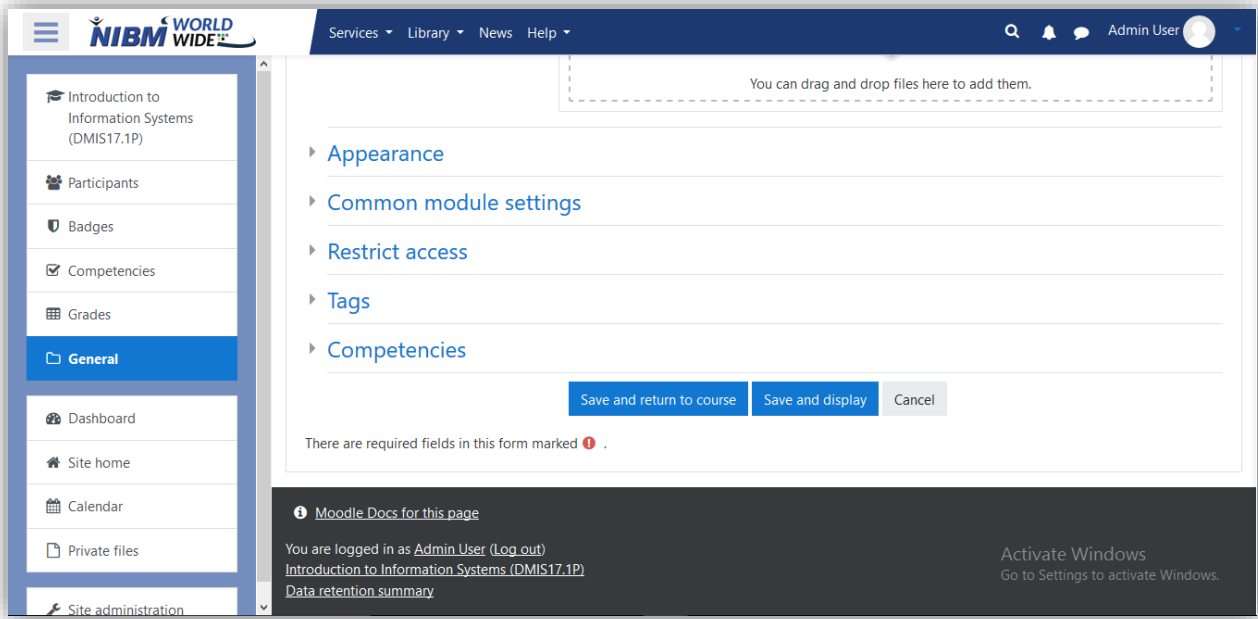 NIBM WORLD
WIDE
Services Library News Help Admin User
Introduction to
Information Systems
(DMIS17.1P)
Participants
Badges
Competencies
Grades
General
Dashboard
Site home
Calendar
Private files
Site administration
You can drag and drop files here to add them.
Appearance
Common module settings
Restrict access
Tags
Competencies
Save and return to course Save and display Cancel
There are required fields in this form marked .
Moodle Docs for this page
You are logged in as Admin User (Log out)
Introduction to Information Systems (DMIS17.1P)
Data retention summary
Activate Windows
Go to Settings to activate Windows.